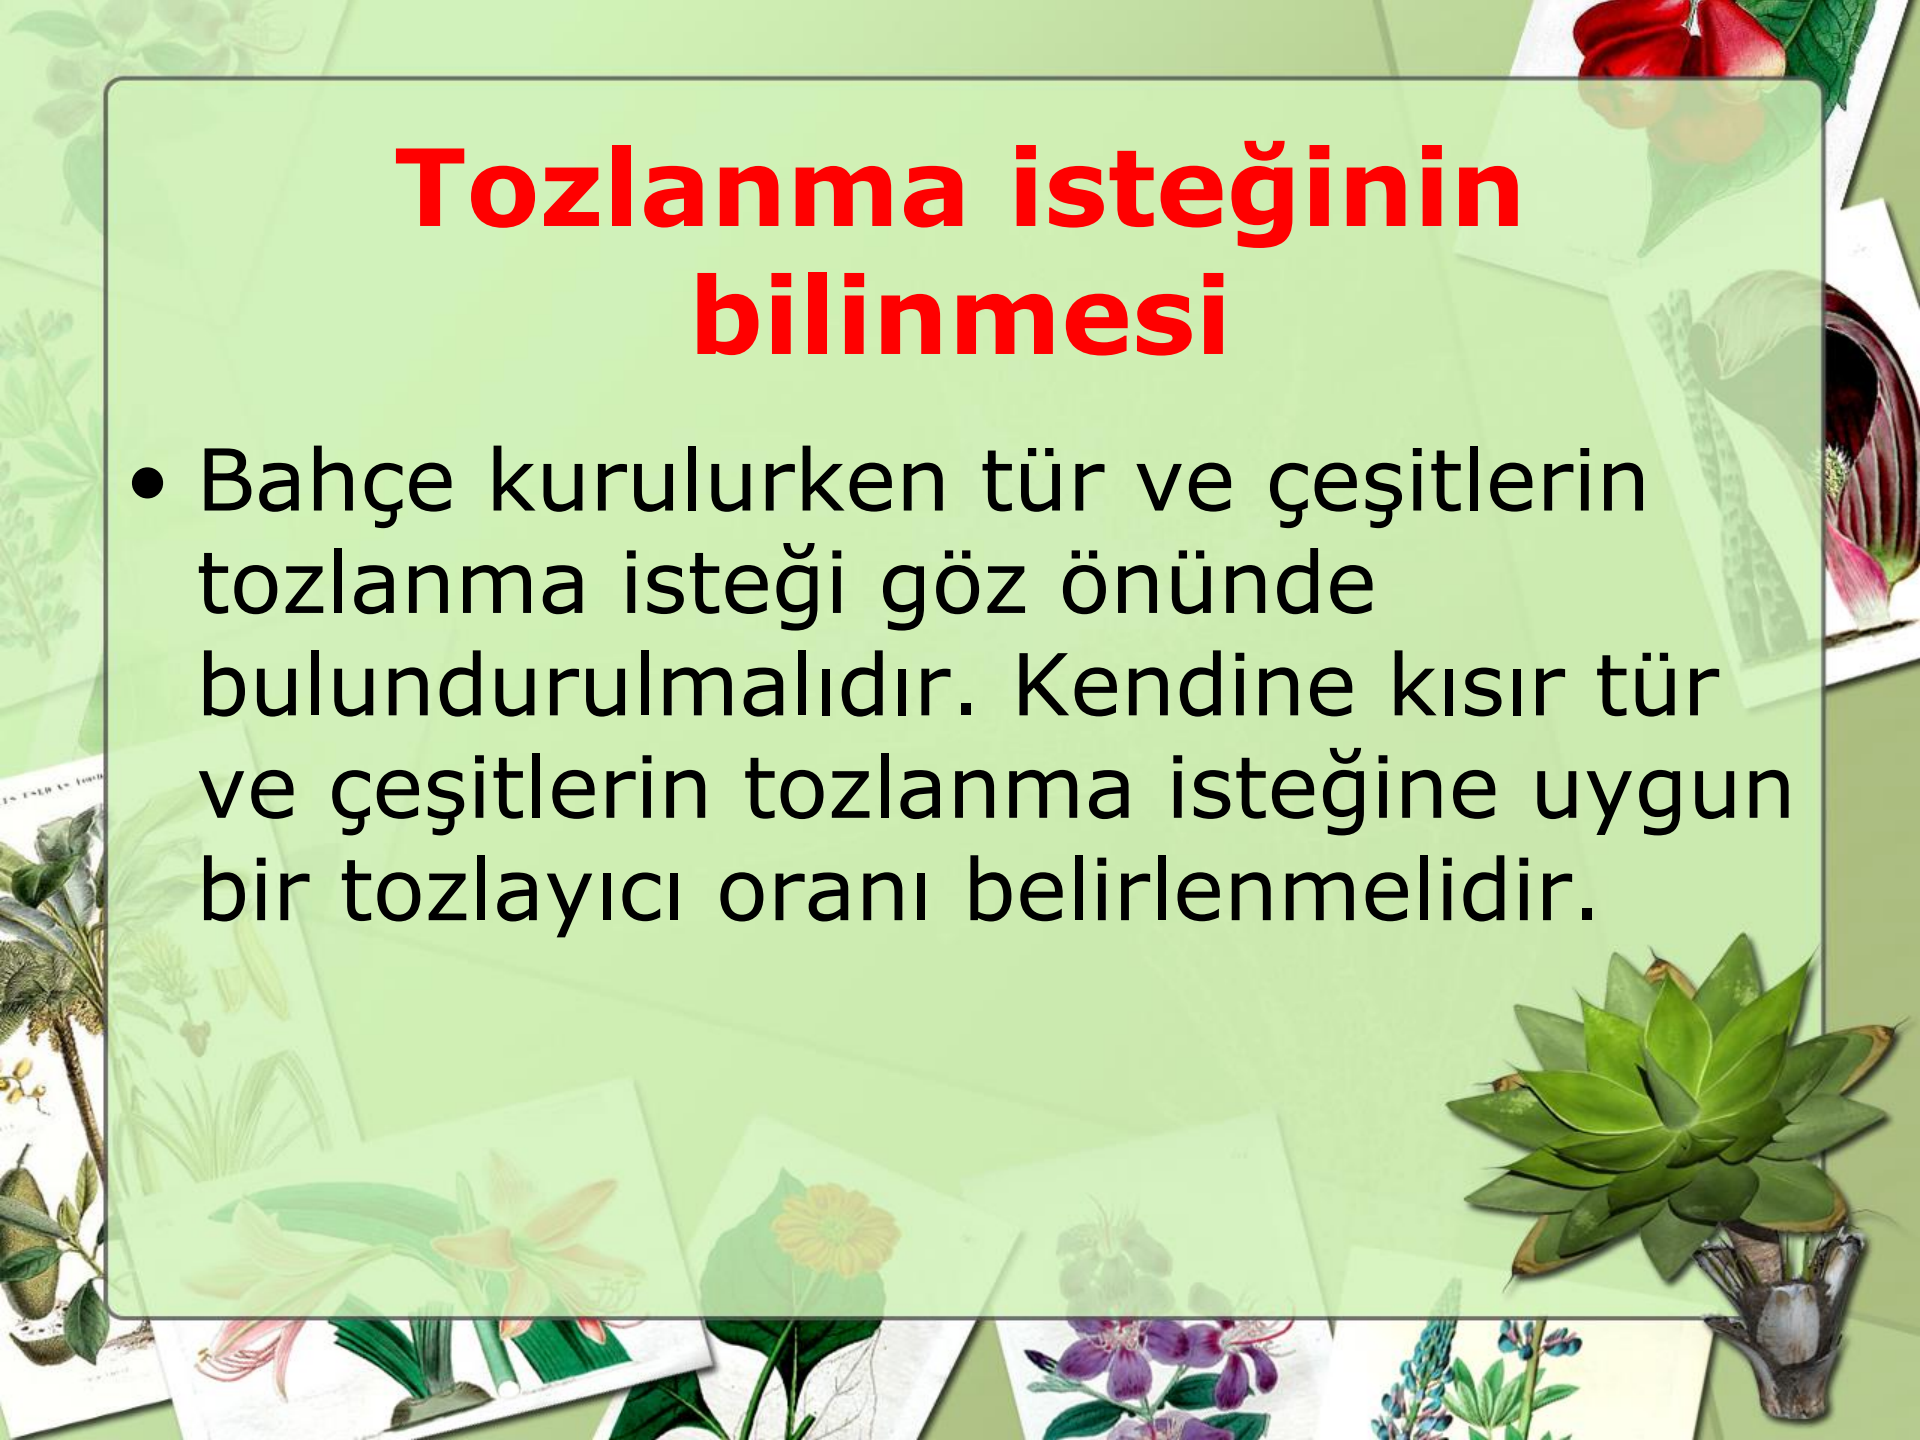 Tozlanma isteğinin
bilinmesi
• Bahçe kurulurken tür ve çeşitlerin
tozlanma isteği göz önünde
bulundurulmalıdır. Kendine kısır tür
ve çeşitlerin tozlanma isteğine uygun
bir tozlayıcı oranı belirlenmelidir.